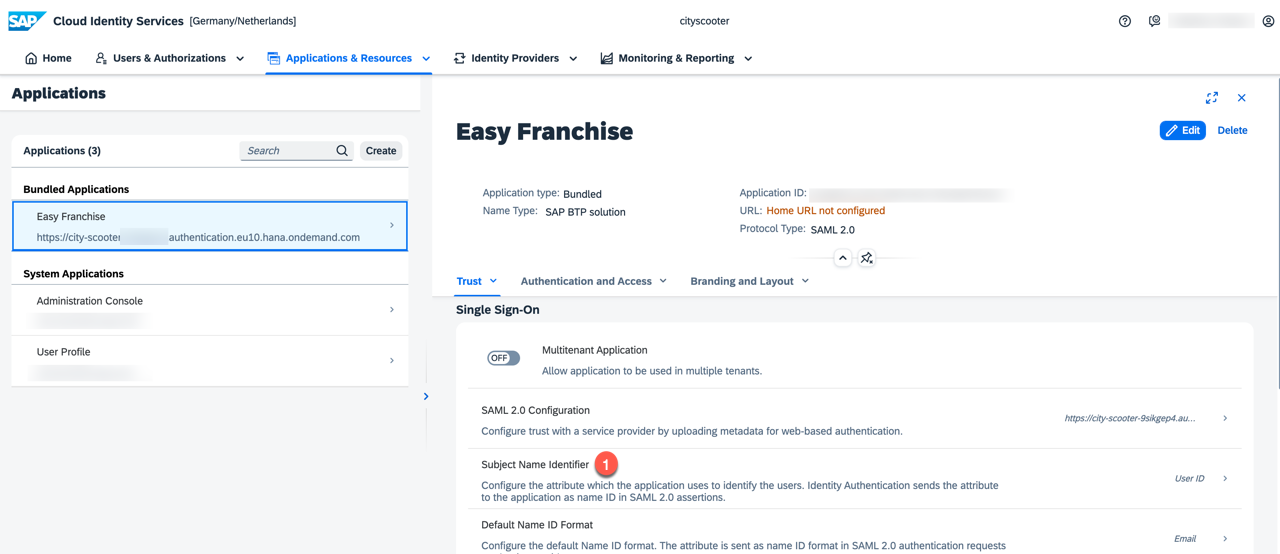 SAP Cloud Identity Services [Germany/Netherlands]
cityscooter
Home
Users & Authorizations
Applications & Resources
Identity Providers
Monitoring & Reporting
Applications
Applications (3)
Search
Create
Bundled Applications
Easy Franchise
https://city-scooter
authentication.eu10.hana.ondemand.com
System Applications
Administration Console
User Profile
Easy Franchise
Edit
Delete
Application type: Bundled
Name Type: SAP BTP solution
Application ID:
URL: Home URL not configured
Protocol Type: SAML 2.0
Trust
Authentication and Access
Branding and Layout
Single Sign-On
OFF
Multitenant Application
Allow application to be used in multiple tenants.
SAML 2.0 Configuration
Configure trust with a service provider by uploading metadata for web-based authentication.
https://city-scooter-9sikgep4.au...
Subject Name Identifier 1
Configure the attribute which the application uses to identify the users. Identity Authentication sends the attribute
to the application as name ID in SAML 2.0 assertions.
User ID
Default Name ID Format
Configure the default Name ID format. The attribute is sent as name ID format in SAML 2.0 authentication requests
Email